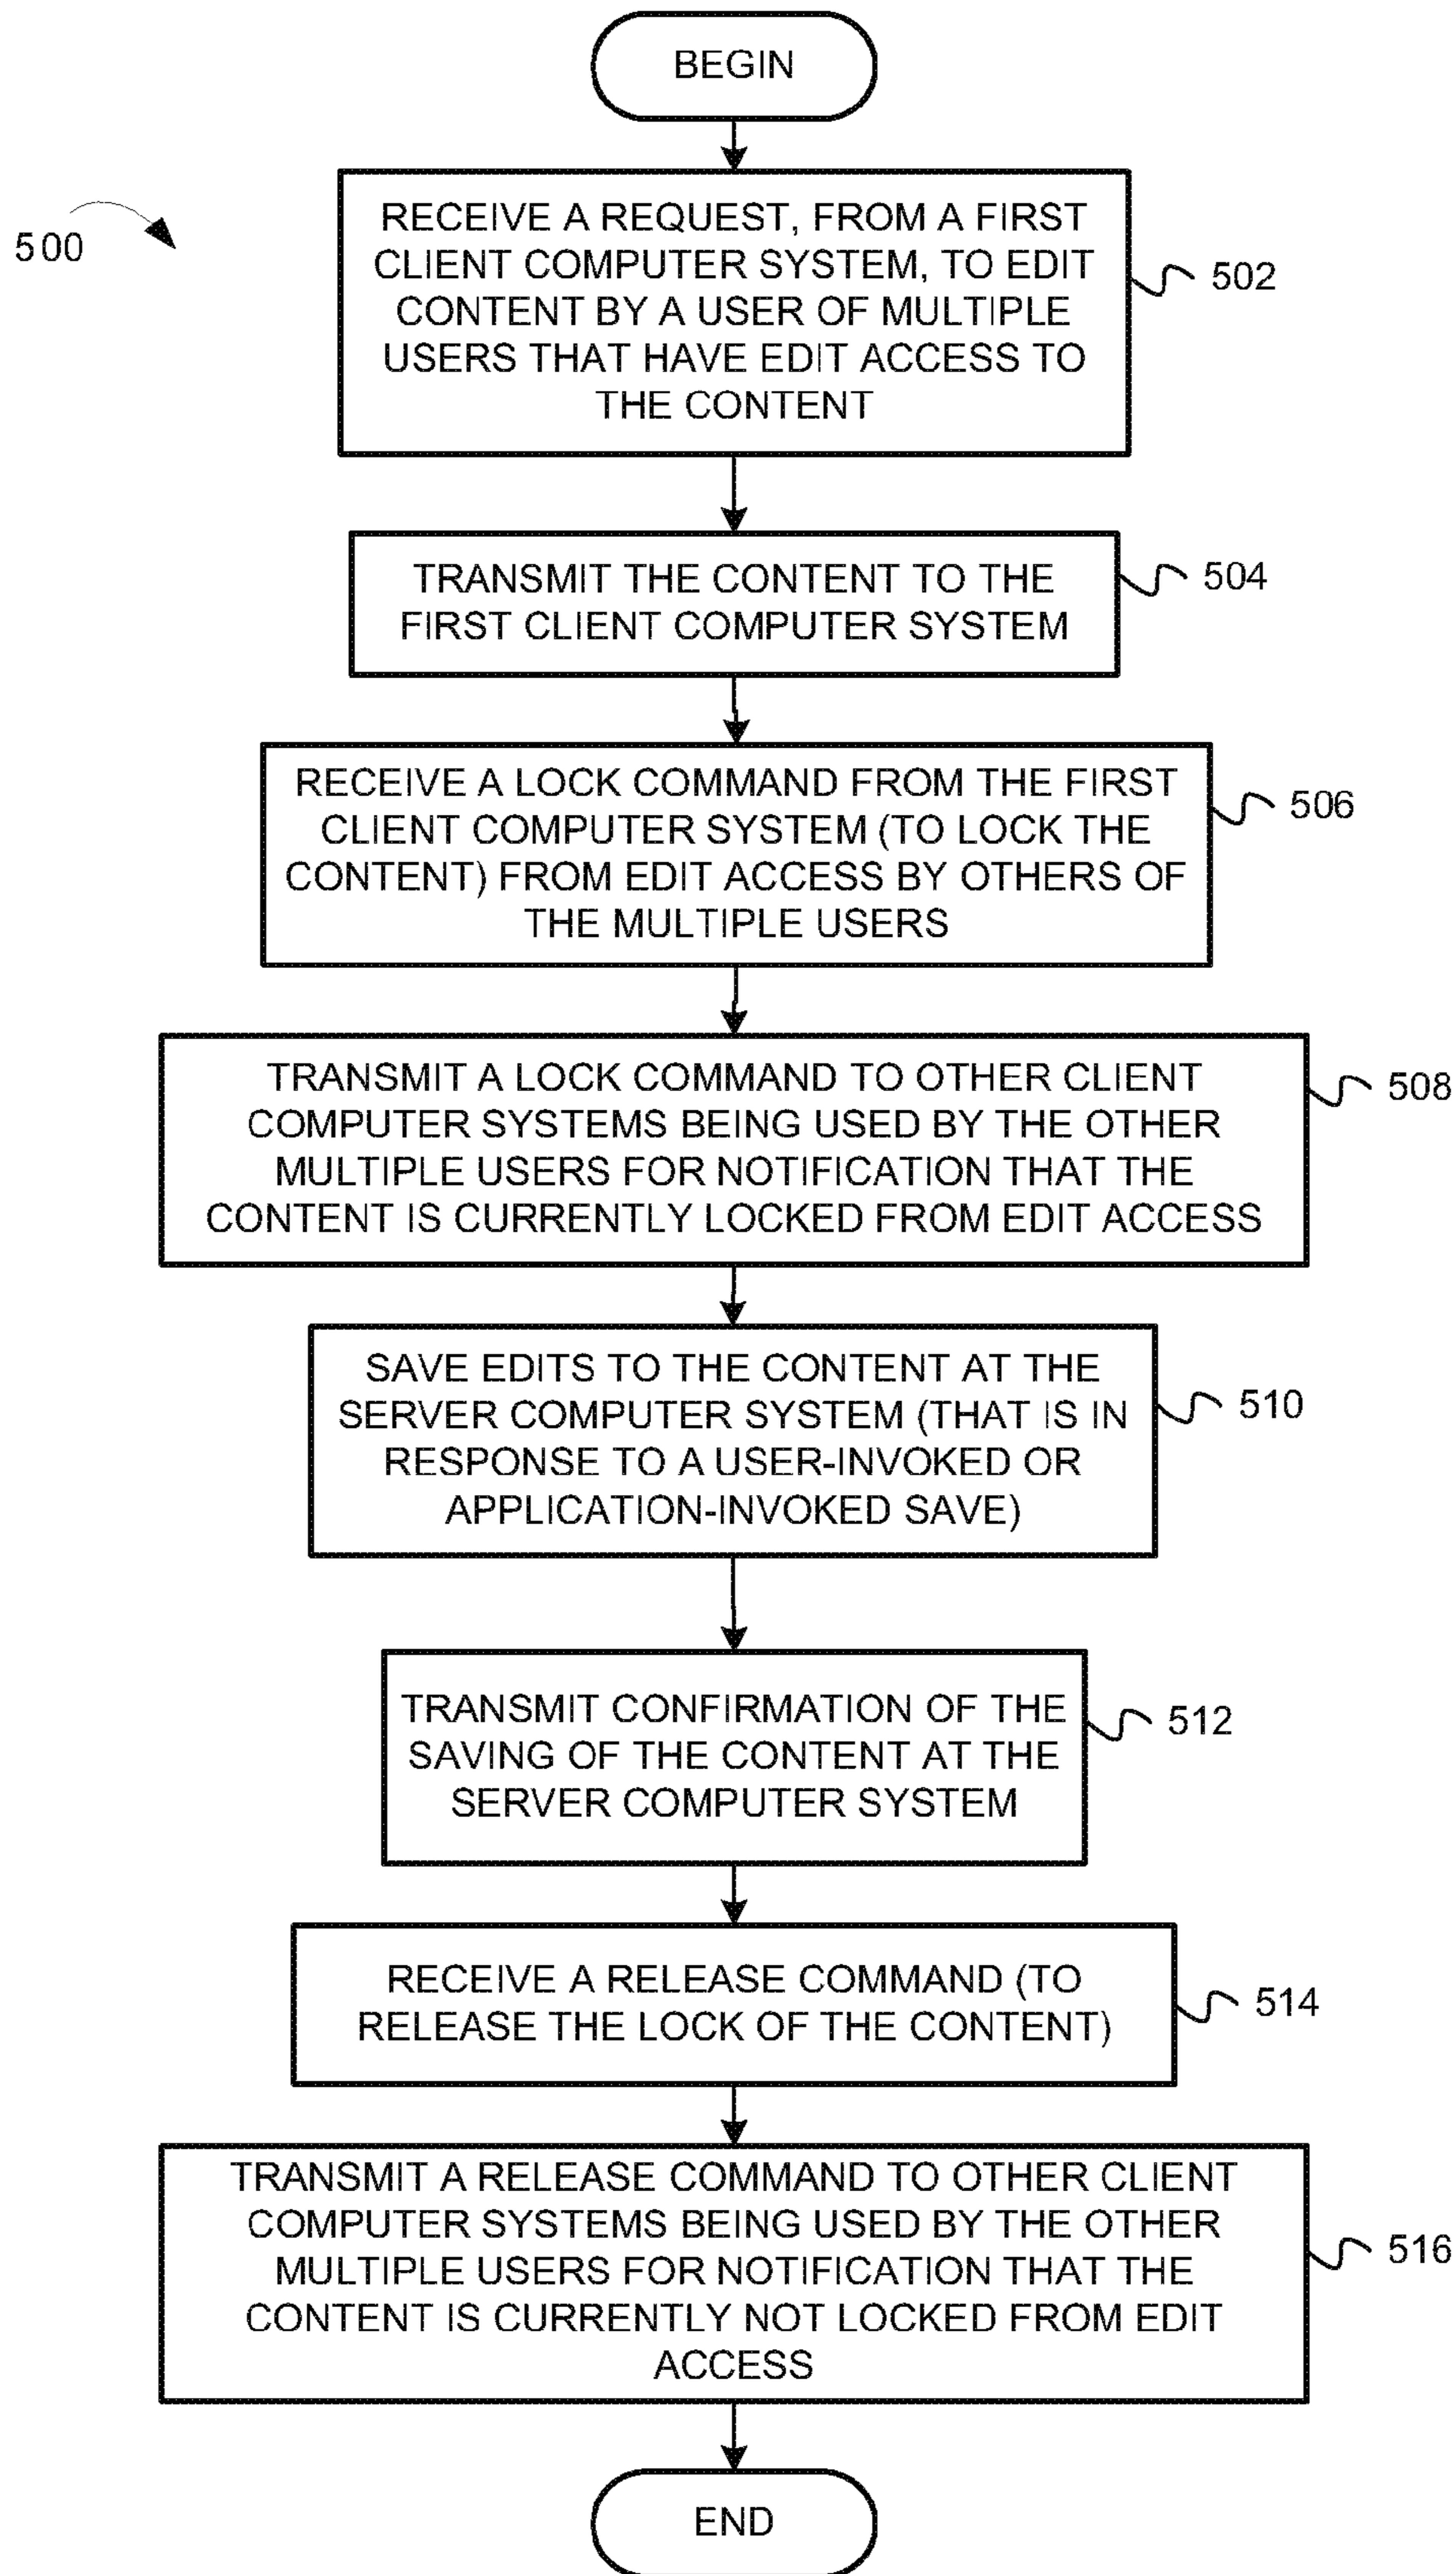 BEGIN
500
RECEIVE A REQUEST, FROM A FIRST
CLIENT COMPUTER SYSTEM, TO EDIT
CONTENT BY A USER OF MULTIPLE
USERS THAT HAVE EDIT ACCESS TO
THE CONTENT
502
TRANSMIT THE CONTENT TO THE
FIRST CLIENT COMPUTER SYSTEM
504
RECEIVE A LOCK COMMAND FROM THE FIRST
CLIENT COMPUTER SYSTEM (TO LOCK THE
CONTENT) FROM EDIT ACCESS BY OTHERS OF
THE MULTIPLE USERS
506
TRANSMIT A LOCK COMMAND TO OTHER CLIENT
COMPUTER SYSTEMS BEING USED BY THE OTHER
MULTIPLE USERS FOR NOTIFICATION THAT THE
CONTENT IS CURRENTLY LOCKED FROM EDIT ACCESS
508
SAVE EDITS TO THE CONTENT AT THE
SERVER COMPUTER SYSTEM (THAT IS IN
RESPONSE TO A USER-INVOKED OR
APPLICATION-INVOKED SAVE)
510
TRANSMIT CONFIRMATION OF THE
SAVING OF THE CONTENT AT THE
SERVER COMPUTER SYSTEM
512
RECEIVE A RELEASE COMMAND (TO
RELEASE THE LOCK OF THE CONTENT)
514
TRANSMIT A RELEASE COMMAND TO OTHER CLIENT
COMPUTER SYSTEMS BEING USED BY THE OTHER
MULTIPLE USERS FOR NOTIFICATION THAT THE
CONTENT IS CURRENTLY NOT LOCKED FROM EDIT
ACCESS
516
END